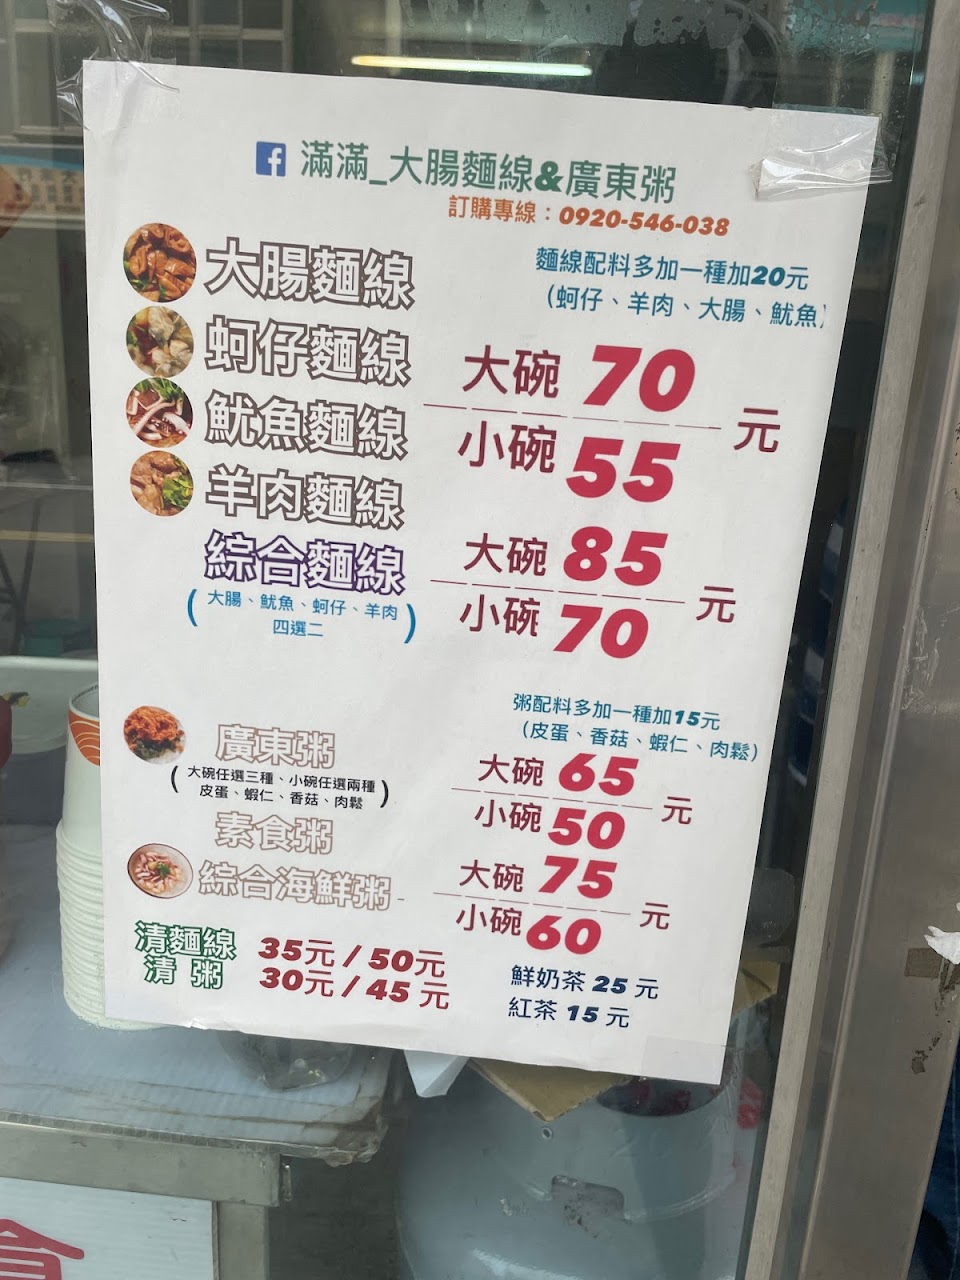 滿滿_大腸麵線&廣東粥
訂購專線：0920-546-038
麵線配料多加一種加20元
（蚵仔、羊肉、大腸、魷魚）
大腸麵線
蚵仔麵線
魷魚麵線
羊肉麵線
大碗 70
小碗 55 元
綜合麵線
（大腸、魷魚、蚵仔、羊肉
四選二）
大碗 85
小碗 70 元
粥配料多加一種加15元
（皮蛋、香菇、蝦仁、肉鬆）
廣東粥
（大碗任選三種、小碗任選兩種
皮蛋、蝦仁、香菇、肉鬆）
素食粥
大碗 65
小碗 50 元
綜合海鮮粥
大碗 75
小碗 60 元
清麵線 35元 / 50元
清 粥 30元 / 45 元
鮮奶茶 25 元
紅茶 15 元
食